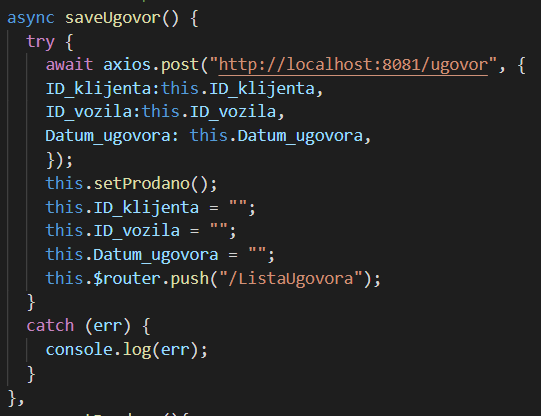 async saveUgovor() {
try {
await axios.post("http://localhost:8081/ugovor", {
ID_klijenta:this.ID_klijenta,
ID_vozila:this.ID_vozila,
Datum_ugovora: this.Datum_ugovora,
});
this.setProdano();
this.ID_klijenta = "";
this.ID_vozila = "";
this.Datum_ugovora = "";
this.$router.push("/ListaUgovora");
}
catch (err) {
console.log(err);
}
},